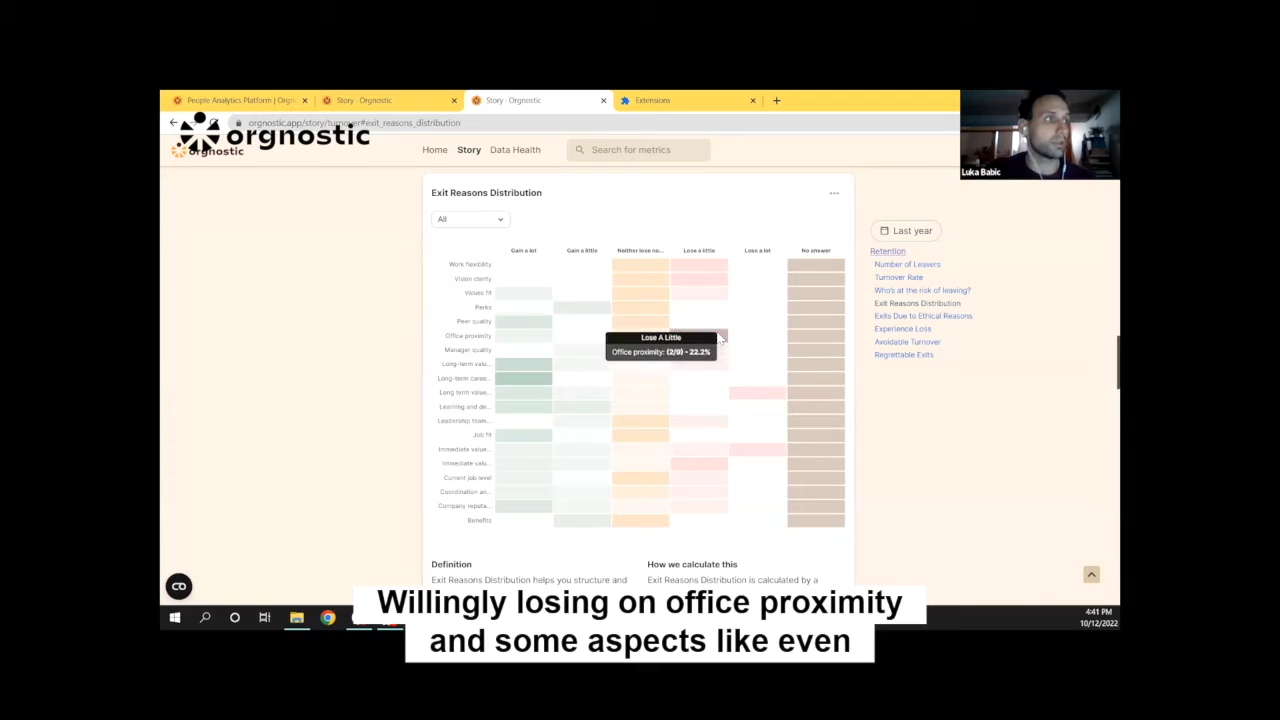 People Analytics Platform | Orgn
Story · Orgnostic
Story · Orgnostic
Extensions
orgnostic.app/story/turnover#exit_reasons_distribution
orgnostic
orgnostic
Home
Story
Data Health
Search for metrics
Luka Babic
Exit Reasons Distribution
All
Gain a lot
Gain a little
Neither lose no...
Lose a little
Lose a lot
No answer
Work flexibility
Vision clarity
Values fit
Perks
Peer quality
Office proximity
Manager quality
Long-term valu...
Long-term caree...
Long term value...
Learning and de...
Leadership team...
Job fit
Immediate value...
Immediate valu...
Current job level
Coordination an...
Company reputa...
Benefits
Lose A Little
Office proximity: (2/9) - 22.2%
Last year
Retention
Number of Leavers
Turnover Rate
Who's at the risk of leaving?
Exit Reasons Distribution
Exits Due to Ethical Reasons
Experience Loss
Avoidable Turnover
Regrettable Exits
Definition
Exit Reasons Distribution helps you structure and
How we calculate this
Exit Reasons Distribution is calculated by a
4:41 PM
10/12/2022
Willingly losing on office proximity
and some aspects like even